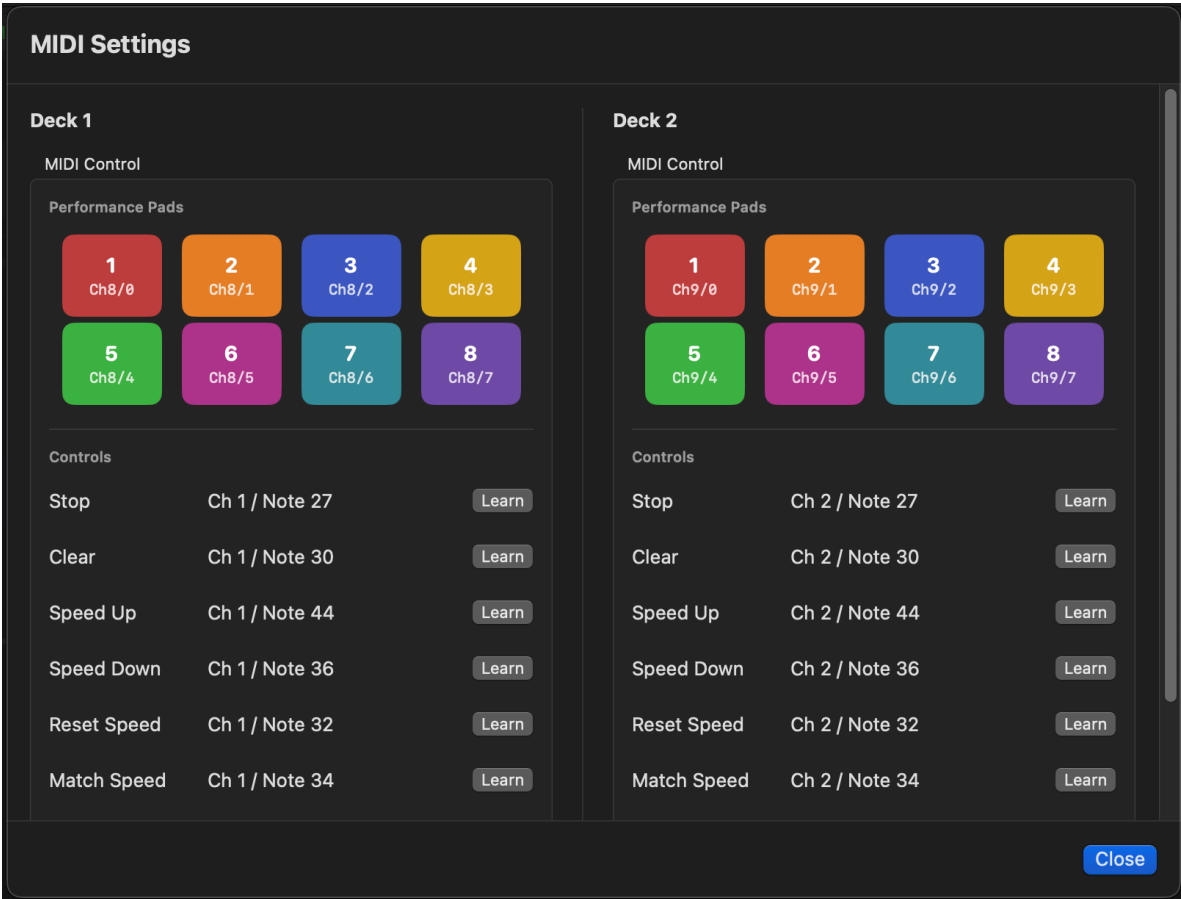 MIDI Settings
Deck 1
MIDI Control
Performance Pads
1
Ch8/0
2
Ch8/1
3
Ch8/2
4
Ch8/3
5
Ch8/4
6
Ch8/5
7
Ch8/6
8
Ch8/7
Controls
Stop Ch 1 / Note 27 Learn
Clear Ch 1 / Note 30 Learn
Speed Up Ch 1 / Note 44 Learn
Speed Down Ch 1 / Note 36 Learn
Reset Speed Ch 1 / Note 32 Learn
Match Speed Ch 1 / Note 34 Learn
Deck 2
MIDI Control
Performance Pads
1
Ch9/0
2
Ch9/1
3
Ch9/2
4
Ch9/3
5
Ch9/4
6
Ch9/5
7
Ch9/6
8
Ch9/7
Controls
Stop Ch 2 / Note 27 Learn
Clear Ch 2 / Note 30 Learn
Speed Up Ch 2 / Note 44 Learn
Speed Down Ch 2 / Note 36 Learn
Reset Speed Ch 2 / Note 32 Learn
Match Speed Ch 2 / Note 34 Learn
Close